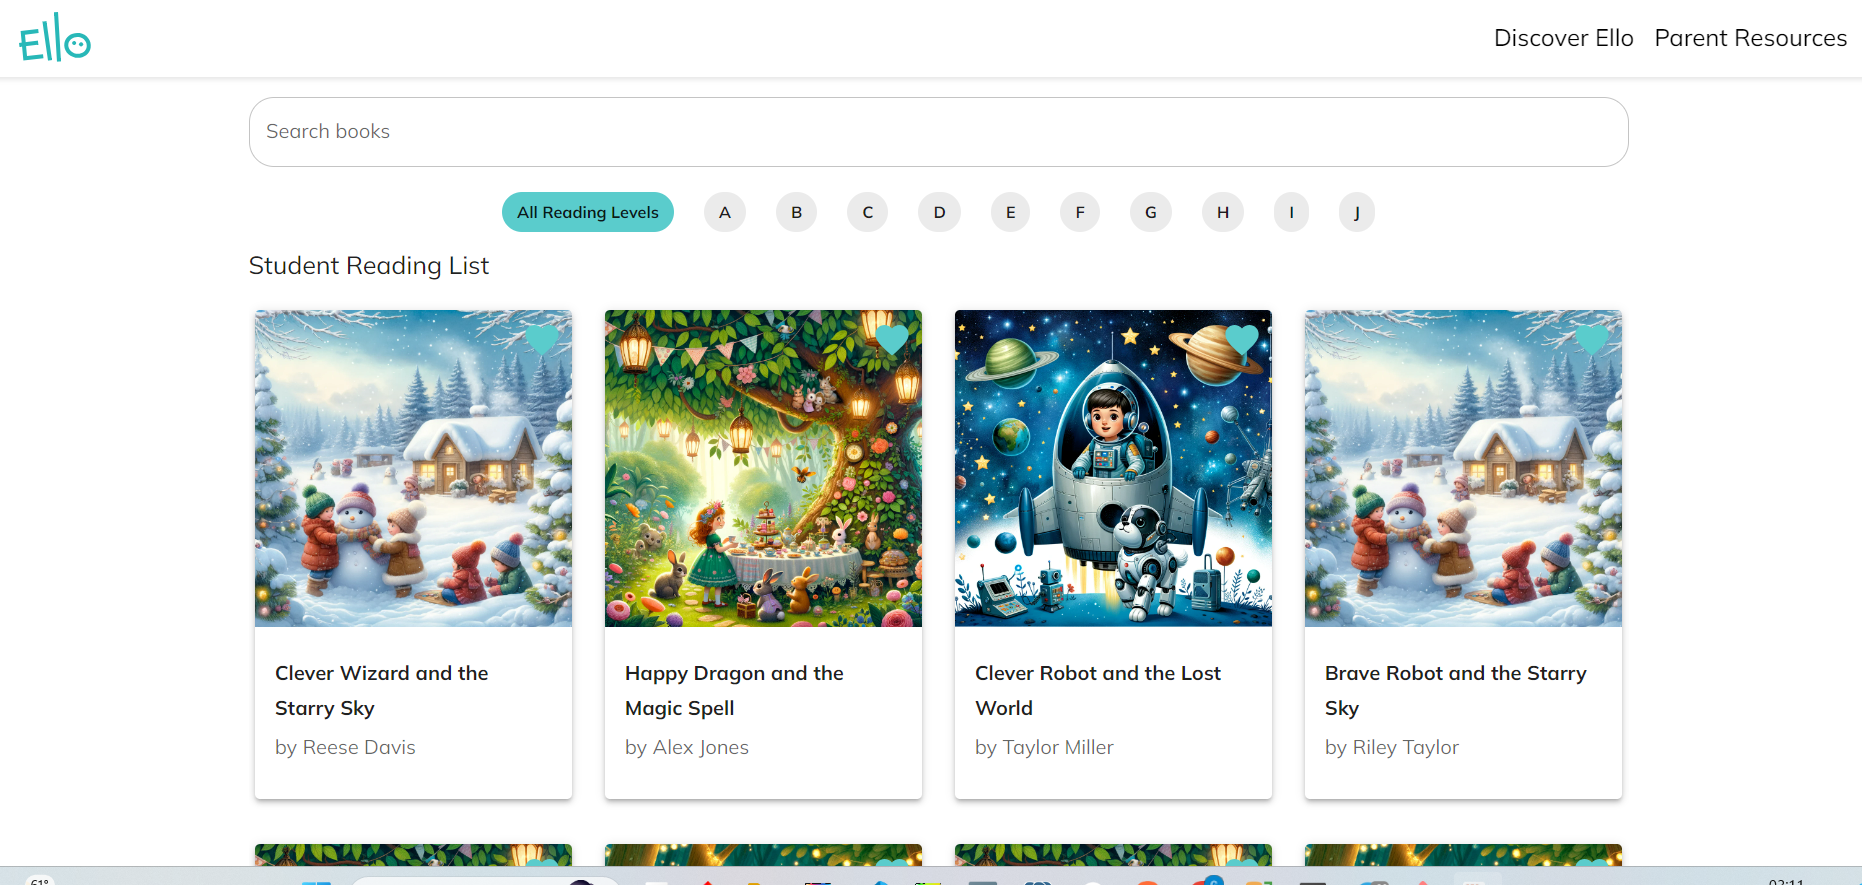 Ello
Discover Ello Parent Resources
Search books
All Reading Levels A B C D E F G H I J
Student Reading List
Clever Wizard and the
Starry Sky
by Reese Davis
Happy Dragon and the
Magic Spell
by Alex Jones
Clever Robot and the Lost
World
by Taylor Miller
Brave Robot and the Starry
Sky
by Riley Taylor
61°